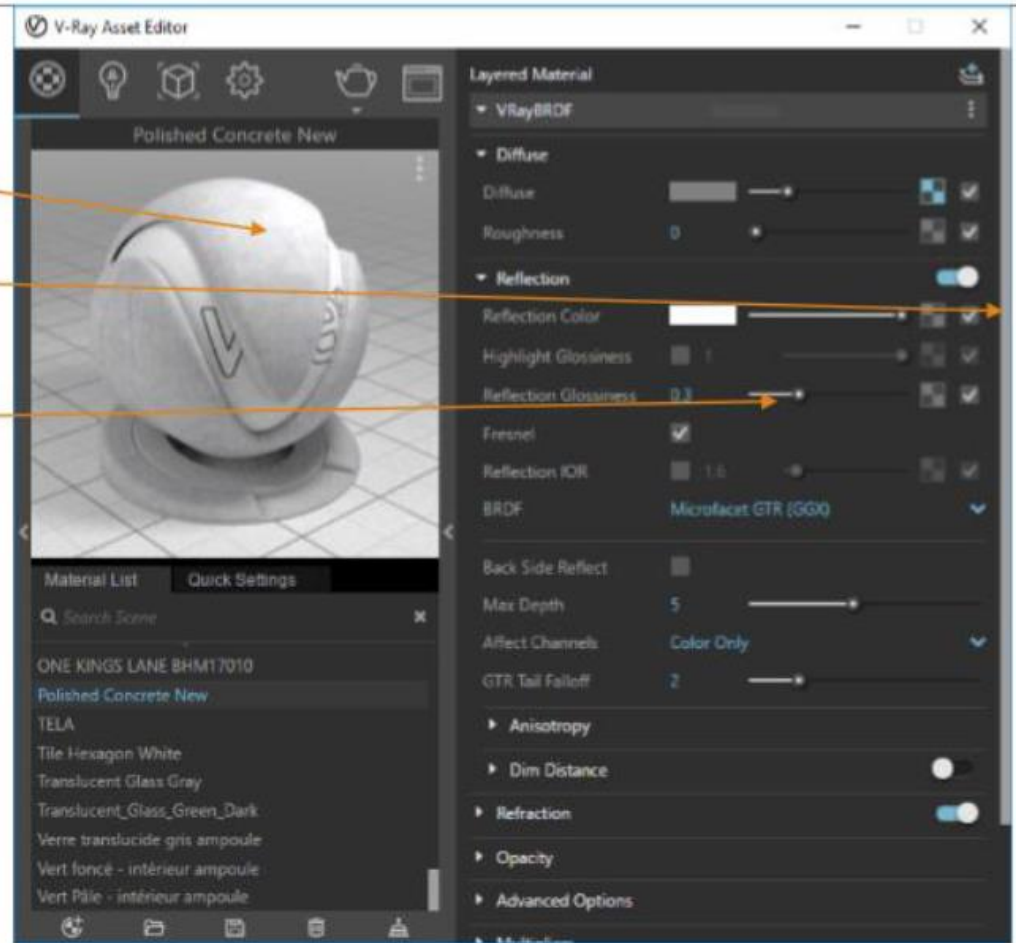 V-Ray Asset Editor
Polished Concrete New
Material List Quick Settings
Search Scene
ONE KINGS LANE BHM17010
Polished Concrete New
TELA
Tile Hexagon White
Translucent Glass Gray
Translucent_Glass_Green_Dark
Verre translucide gris ampoule
Vert foncé - intérieur ampoule
Vert Pâle - intérieur ampoule
Layered Material
VRayBRDF
Diffuse
Diffuse
Roughness 0
Reflection
Reflection Color
Highlight Glossiness 1
Reflection Glossiness 0.3
Fresnel
Reflection IOR 1.6
BRDF Microfacet GTR (GGX)
Back Side Reflect
Max Depth 5
Affect Channels Color Only
GTR Tail Falloff 2
Anisotropy
Dim Distance
Refraction
Opacity
Advanced Options